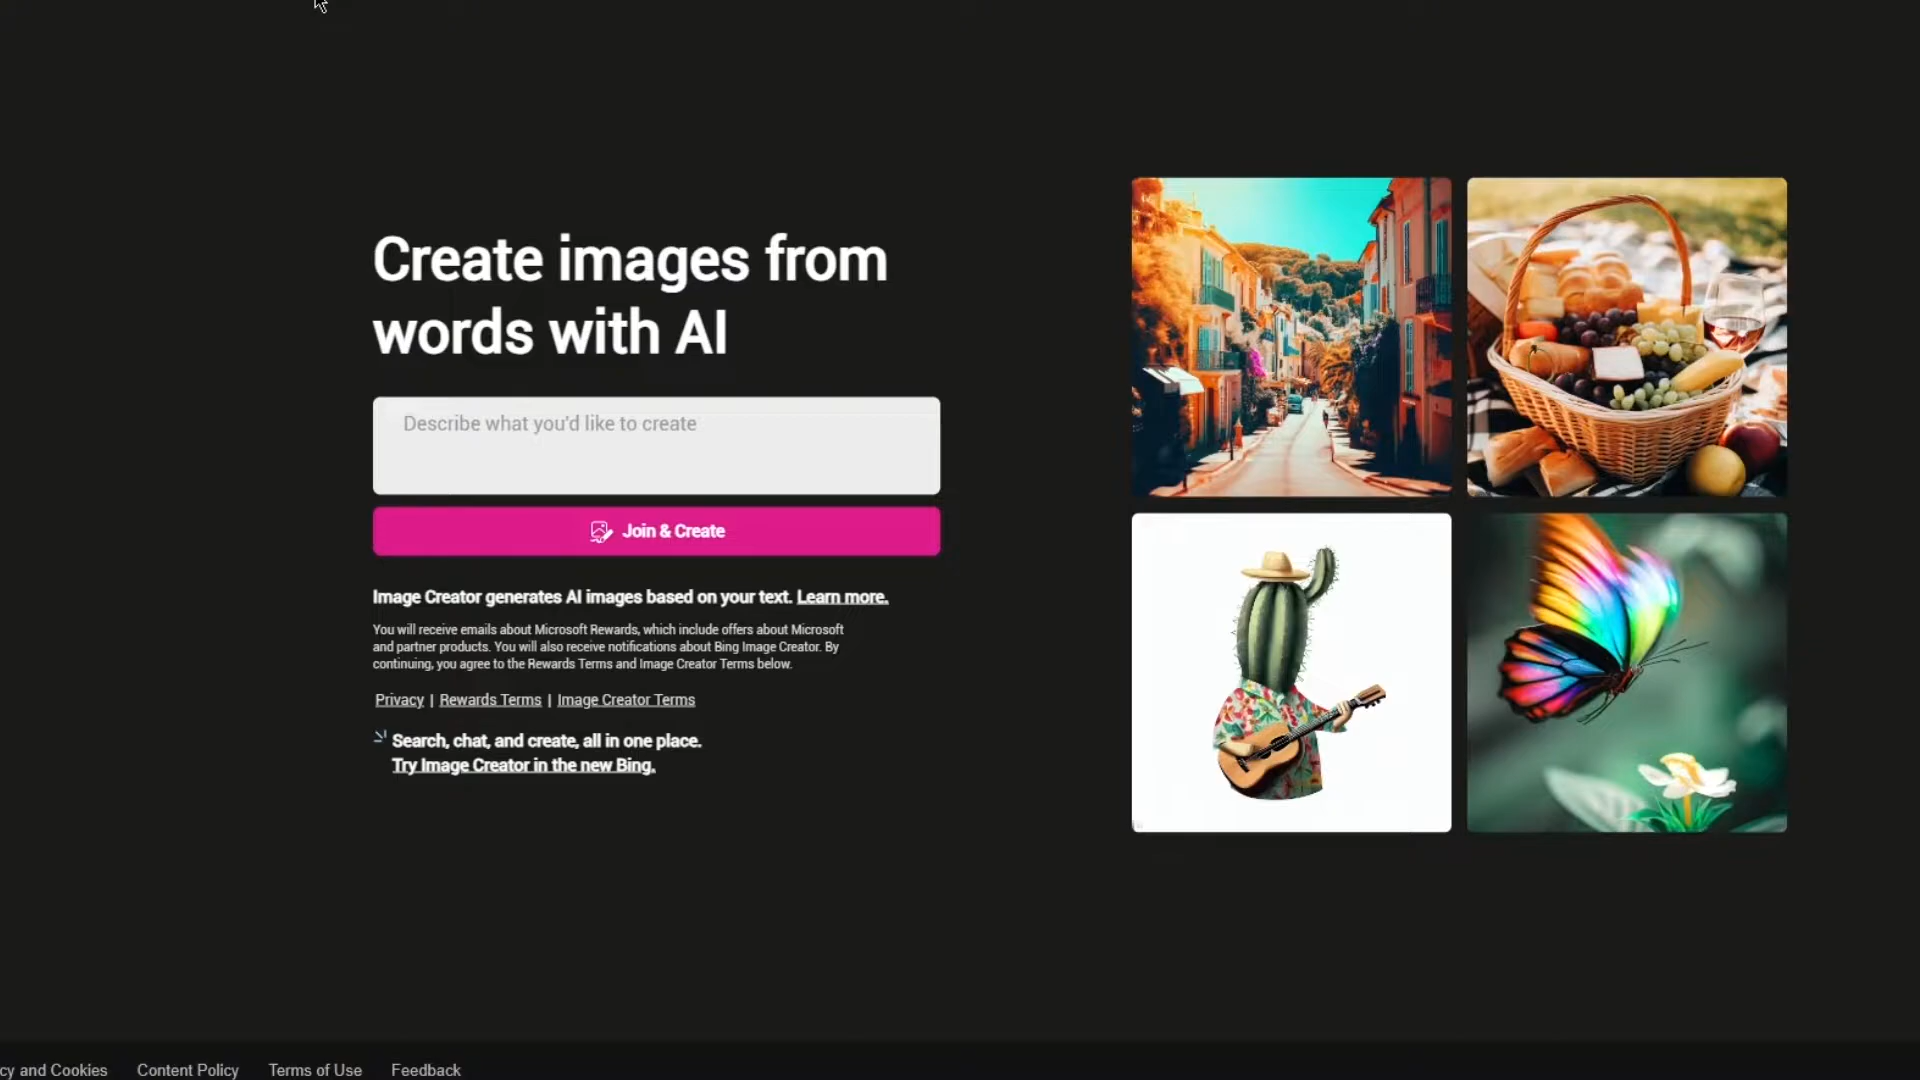 Create images from
words with AI
Describe what you'd like to create
Join & Create
Image Creator generates AI images based on your text. Learn more.
You will receive emails about Microsoft Rewards, which include offers about Microsoft
and partner products. You will also receive notifications about Bing Image Creator. By
continuing, you agree to the Rewards Terms and Image Creator Terms below.
Privacy | Rewards Terms | Image Creator Terms
Search, chat, and create, all in one place.
Try Image Creator in the new Bing.
cy and Cookies Content Policy Terms of Use Feedback